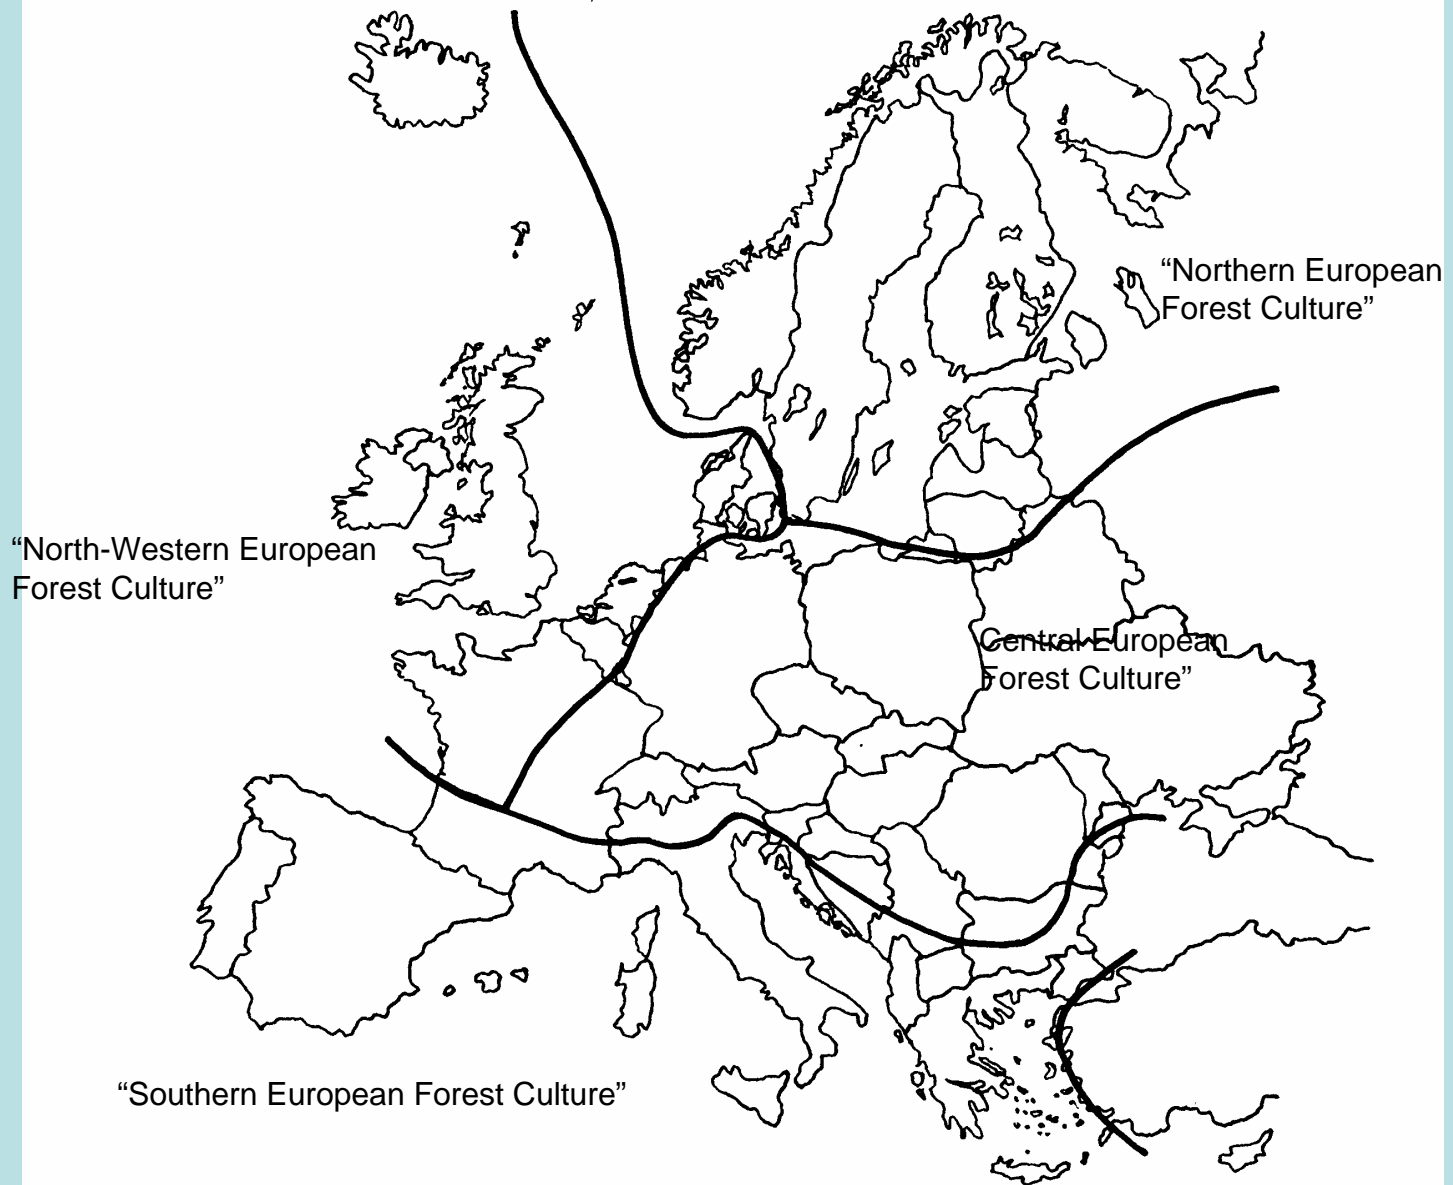 “Northern European
Forest Culture”
“North-Western European
Forest Culture”
Central European
Forest Culture”
“Southern European Forest Culture”